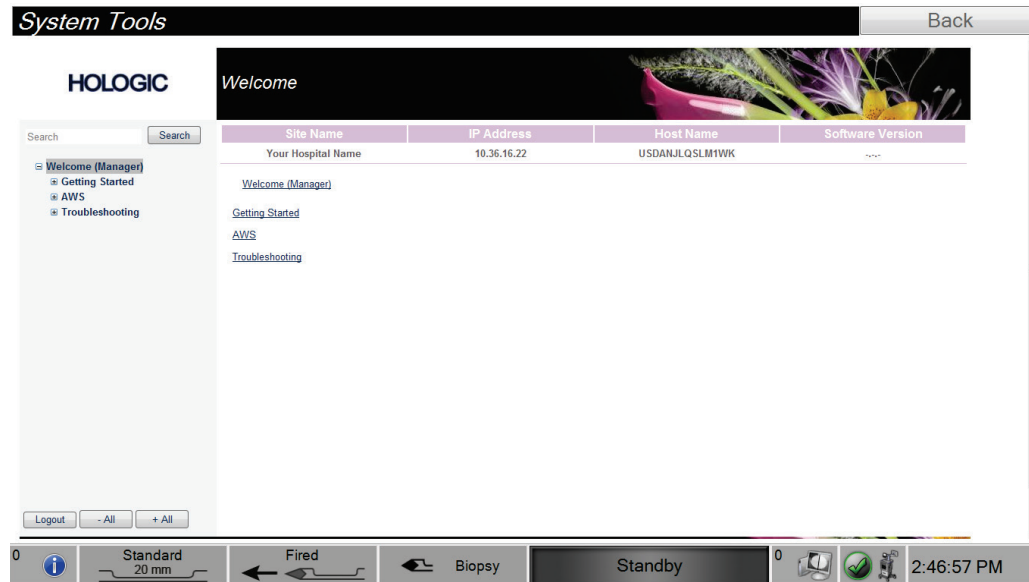 System Tools
Back
HOLOGIC
Welcome
Search
Search
Site Name IP Address Host Name Software Version
Your Hospital Name 10.36.16.22 USDANJLQSLM1WK -.-.-
Welcome (Manager)
Getting Started
AWS
Troubleshooting
Welcome (Manager)
Getting Started
AWS
Troubleshooting
Logout - All + All
0
Standard
20 mm
Fired
Biopsy
Standby
0
2:46:57 PM